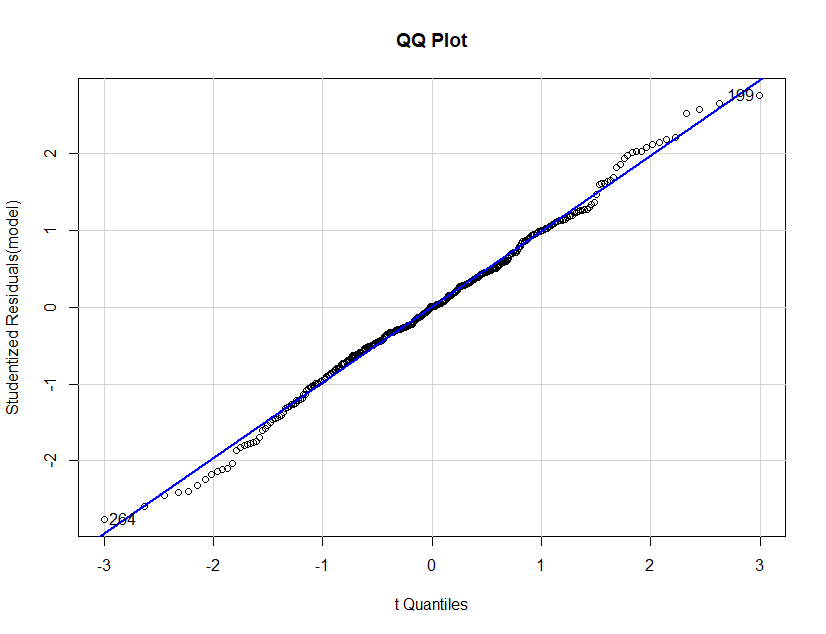 QQ Plot
Studentized Residuals(model)
2
1
0
-1
-2
199
264
-3 -2 -1 0 1 2 3
t Quantiles